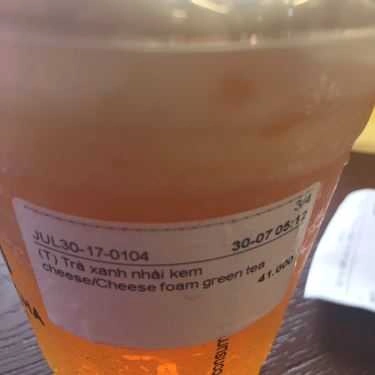 3/4
JUL30-17-0104 30-07 05:12
(T) Trà xanh nhài kem
cheese/Cheese foam green tea
41.000